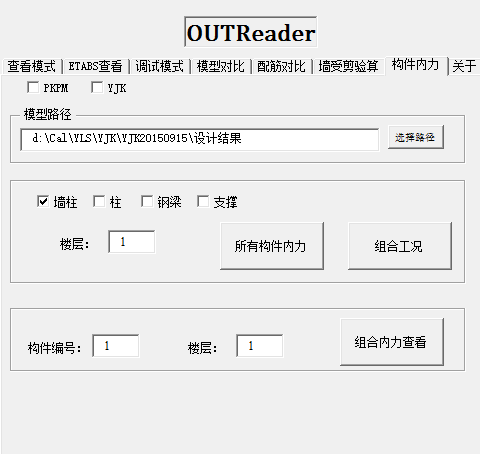 OUTReader
查看模式 ETABS查看 调试模式 模型对比 配筋对比 墙受剪验算 构件内力 关于
PKPM YJK
模型路径
d:\Cal\YLS\YJK\YJK20150915\设计结果 选择路径
墙柱 柱 钢梁 支撑
楼层： 1 所有构件内力 组合工况
构件编号： 1 楼层： 1 组合内力查看